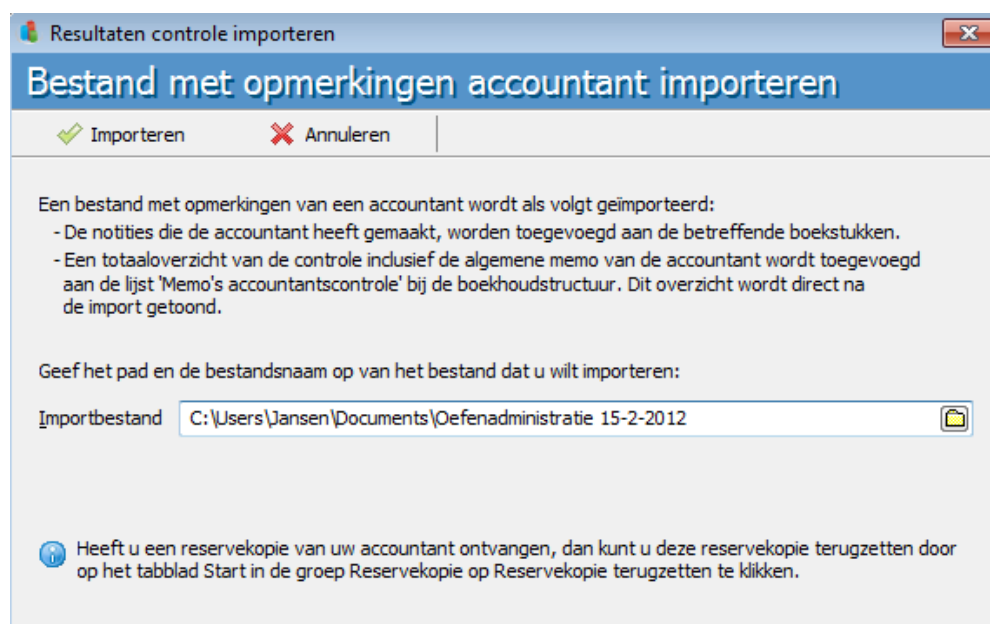 Resultaten controle importeren
Bestand met opmerkingen accountant importeren
Importeren Annuleren
Een bestand met opmerkingen van een accountant wordt als volgt geïmporteerd:
- De notities die de accountant heeft gemaakt, worden toegevoegd aan de betreffende boekstukken.
- Een totaaloverzicht van de controle inclusief de algemene memo van de accountant wordt toegevoegd
aan de lijst 'Memo's accountantscontrole' bij de boekhoudstructuur. Dit overzicht wordt direct na
de import getoond.
Geef het pad en de bestandsnaam op van het bestand dat u wilt importeren:
Importbestand C:\Users\Jansen\Documents\Oefenadministratie 15-2-2012
Heeft u een reservekopie van uw accountant ontvangen, dan kunt u deze reservekopie terugzetten door
op het tabblad Start in de groep Reservekopie op Reservekopie terugzetten te klikken.